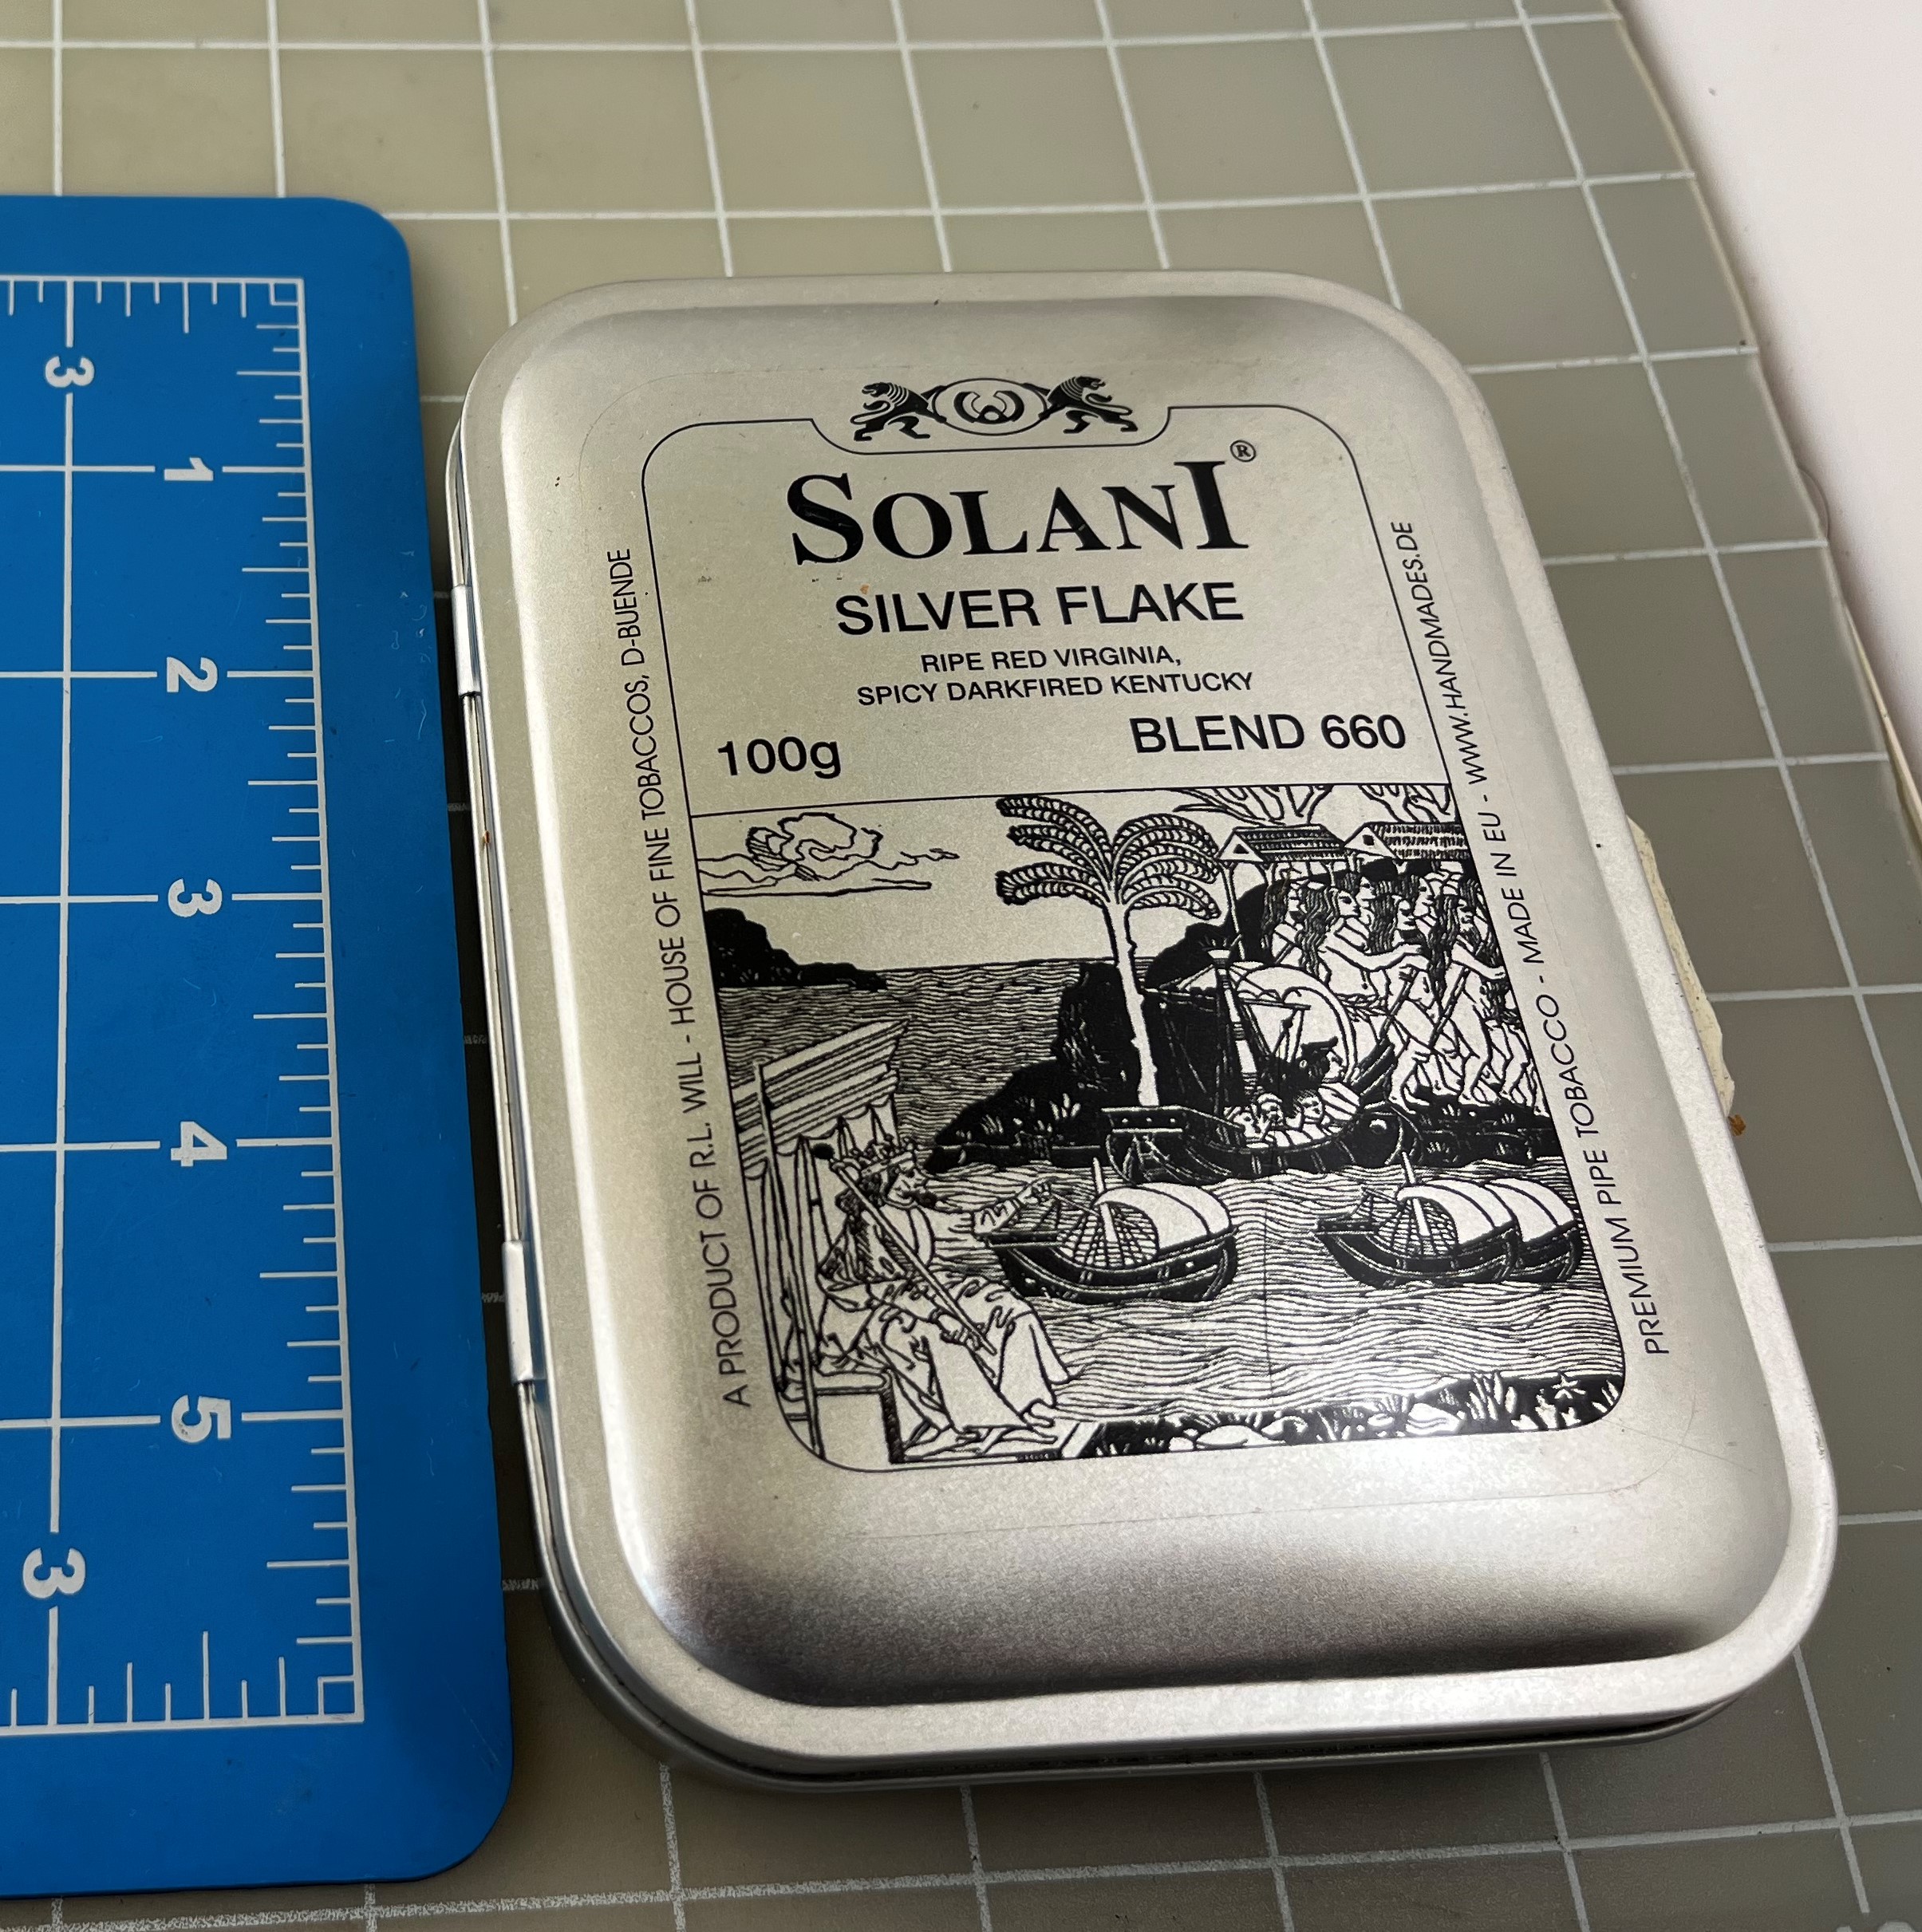 SOLANI®
SILVER FLAKE
RIPE RED VIRGINIA,
SPICY DARKFIRED KENTUCKY
100g
BLEND 660
A PRODUCT OF R.L. WILL - HOUSE OF FINE TOBACCOS, D-BUENDE
PREMIUM PIPE TOBACCO - MADE IN EU - WWW.HANDMADES.DE
3
1
2
3
4
5
3